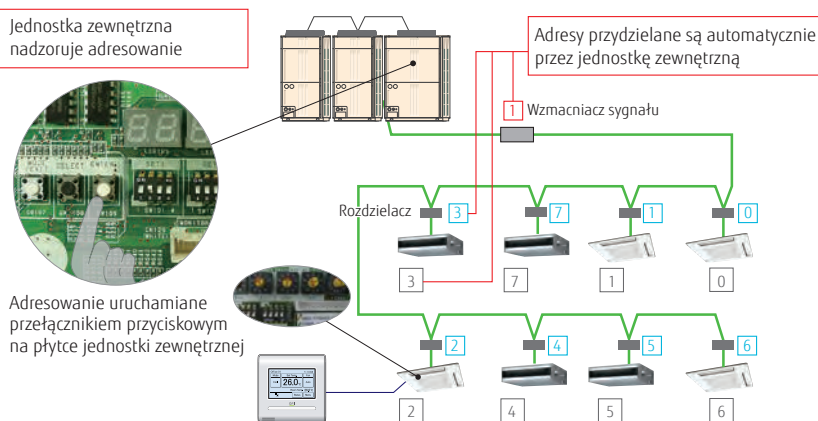 Jednostka zewnętrzna
nadzoruje adresowanie
Adresy przydzielane są automatycznie
przez jednostkę zewnętrzną
1 Wzmacniacz sygnału
Rozdzielacz 3 7 1 0
3 7 1 0
SELECT
Adresowanie uruchamiane
przełącznikiem przyciskowym
na płytce jednostki zewnętrznej
2 4 5 6
26.0
2 4 5 6